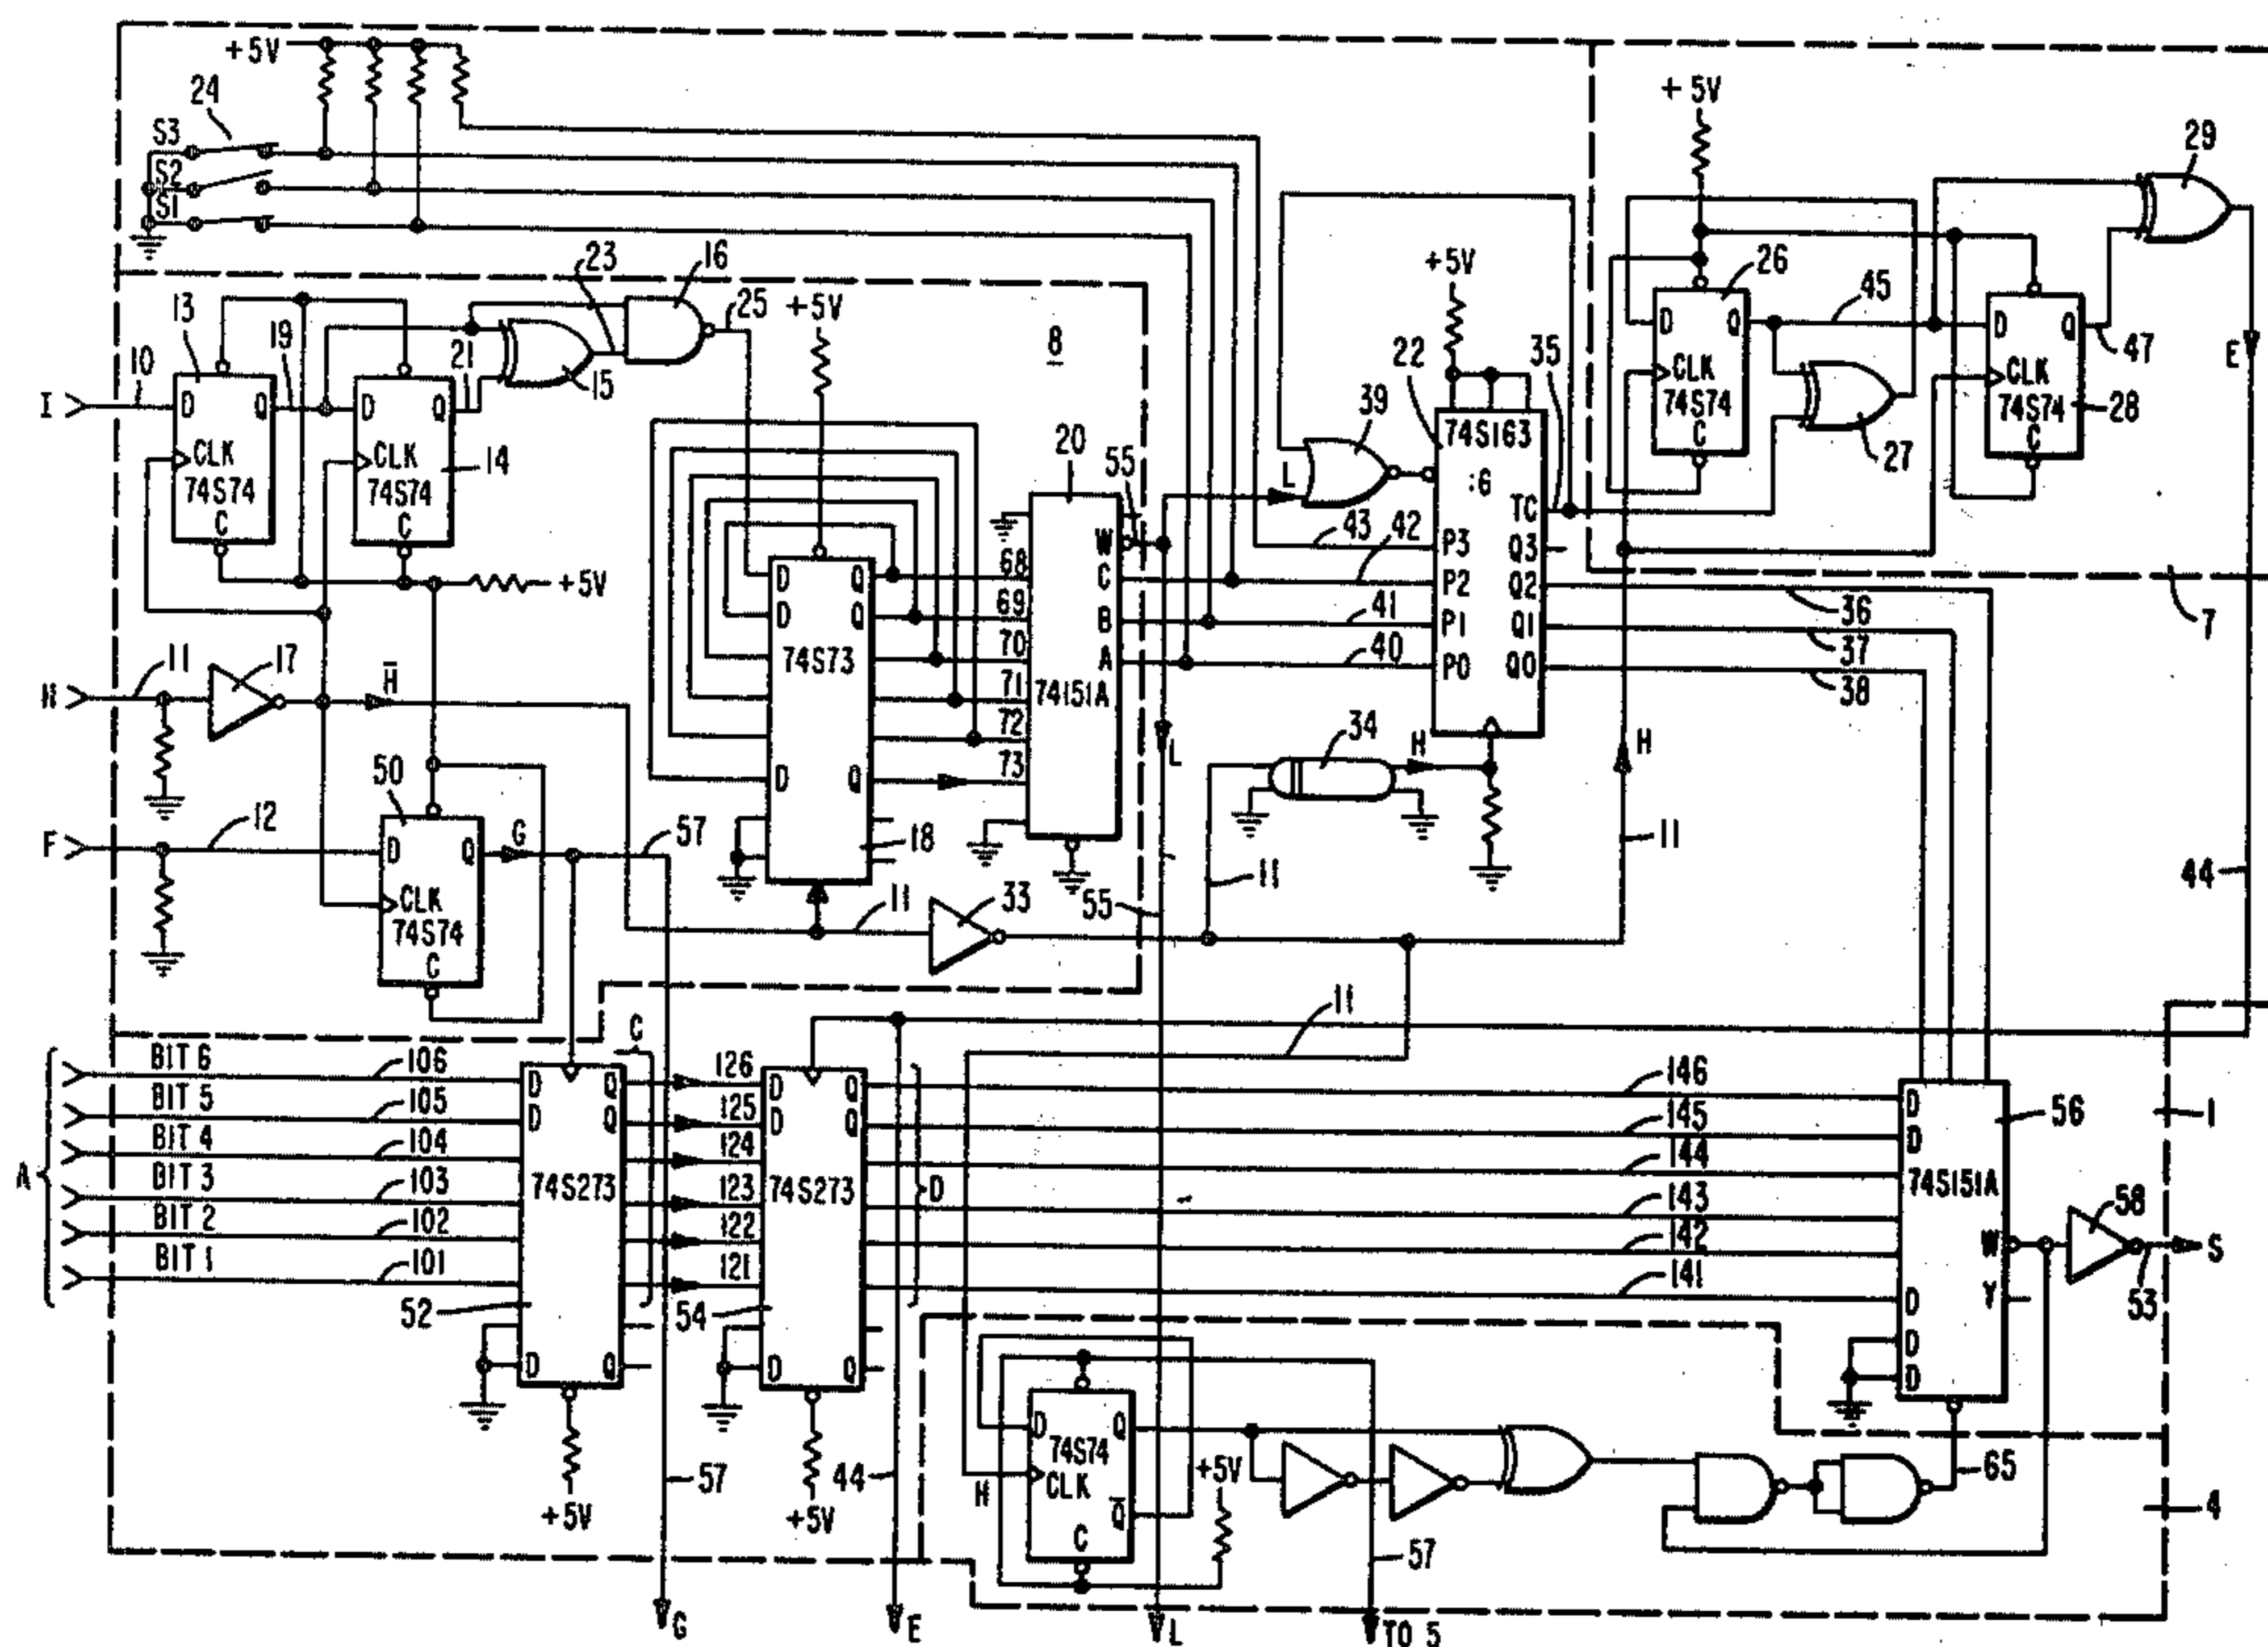 +5V
24
S3
S2
S1
+5V
29
23
16
13
19
10
21
15
25
+5V
8
I
D
Q
CLK
74S74
C
D
Q
CLK
74S74
C
14
+5V
20
55
22
+5V
39
L
74S163
:6
TC
35
P3
Q3
P2
Q2
P1
Q1
P0
Q0
43
42
41
40
36
37
38
7
26
D
Q
CLK
74S74
C
45
27
D
Q
CLK
74S74
C
28
47
E
D
Q
D
Q
74S73
D
Q
18
68
69
70
71
72
73
W
C
B
A
74151A
L
H
11
17
H̅
50
F
12
D
Q
CLK
74S74
C
G
57
11
33
34
H
11
H
11
44
55
11
A
BIT 6
106
BIT 5
105
BIT 4
104
BIT 3
103
BIT 2
102
BIT 1
101
52
D
Q
D
Q
74S273
D
Q
+5V
C
126
125
124
123
122
121
54
D
Q
D
Q
74S273
D
Q
+5V
D
146
145
144
143
142
141
D
D
74S151A
W
Y
D
D
D
56
1
58
S
53
57
44
H
D
Q
74S74
CLK
Q̅
C
+5V
57
65
4
G
E
L
TO 5